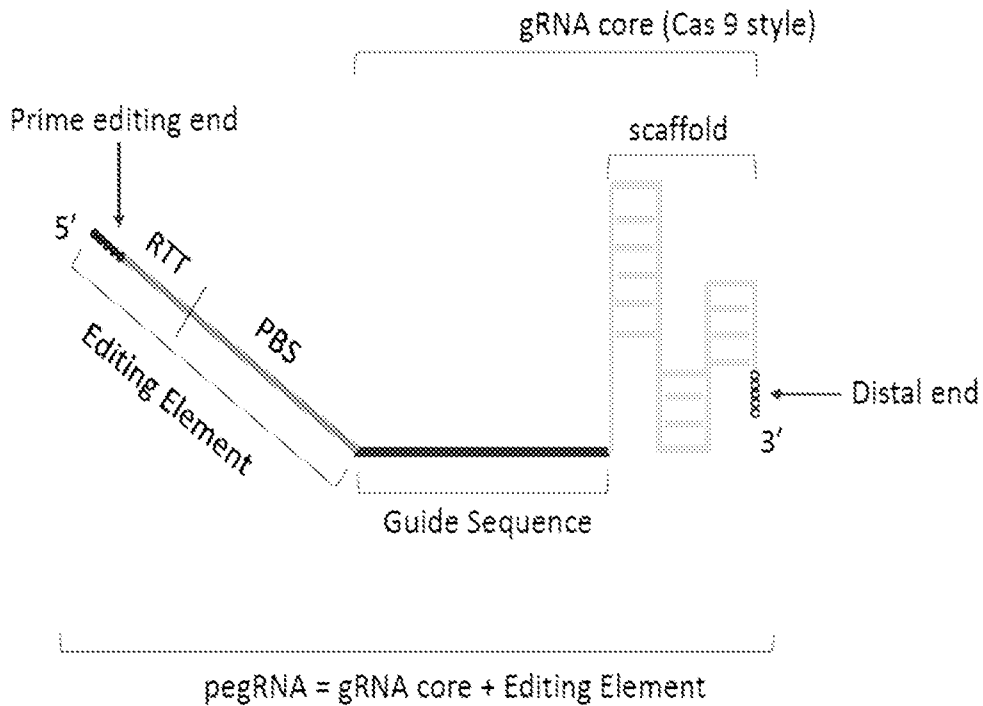 gRNA core (Cas 9 style)
Prime editing end
scaffold
5′
RTT
PBS
Editing Element
Distal end
3′
Guide Sequence
pegRNA = gRNA core + Editing Element